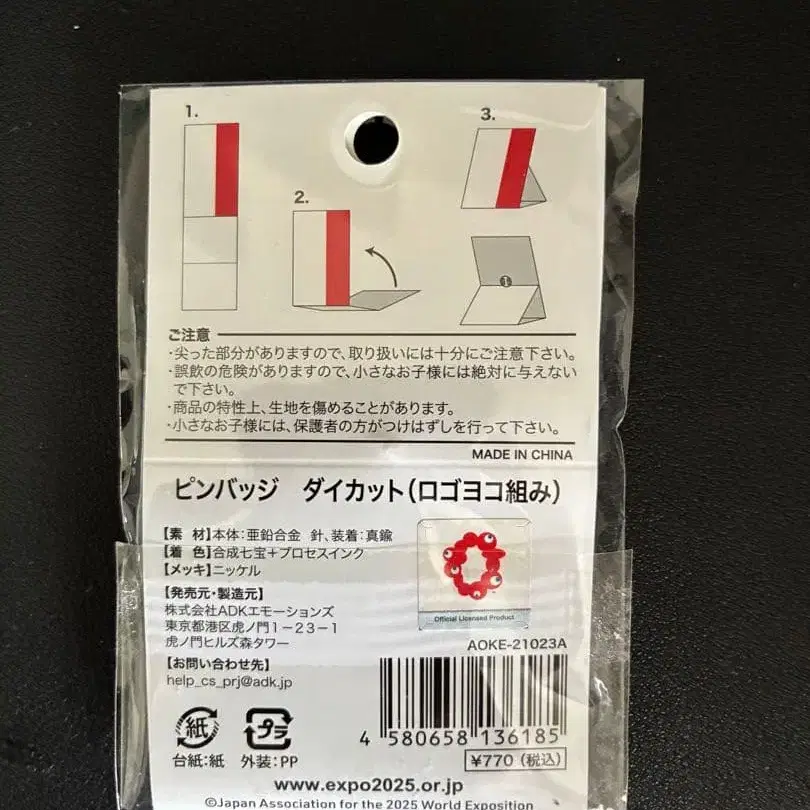 1.
2.
3.
1
ご注意
・尖った部分がありますので、取り扱いには十分にご注意下さい。
・誤飲の危険がありますので、小さなお子様には絶対に与えない
で下さい。
・商品の特性上、生地を傷めることがあります。
・小さなお子様には、保護者の方がつけはずしを行って下さい。
MADE IN CHINA
ピンバッジ ダイカット(ロゴヨコ組み)
【素 材】本体:亜鉛合金 針、装着:真鍮
【着 色】合成七宝+プロセスインク
【メッキ】ニッケル
【発売元・製造元】
株式会社ADKエモーションズ
東京都港区虎ノ門1-23-1
虎ノ門ヒルズ森タワー
【お問い合わせ先】
help_cs_prj@adk.jp
Official Licensed Product
AOKE-21023A
紙
プラ
台紙:紙 外装:PP
4 580658 136185
¥770(税込)
www.expo2025.or.jp
©Japan Association for the 2025 World Exposition